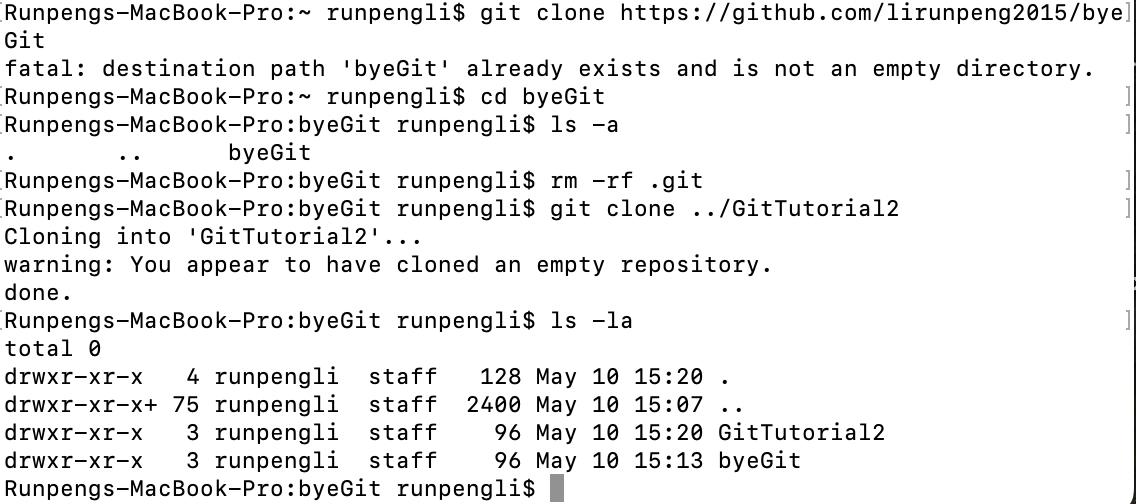 [Runpengs-MacBook-Pro:~ runpengli$ git clone https://github.com/lirunpeng2015/bye]
Git
fatal: destination path 'byeGit' already exists and is not an empty directory.
[Runpengs-MacBook-Pro:~ runpengli$ cd byeGit ]
[Runpengs-MacBook-Pro:byeGit runpengli$ ls -a ]
. .. byeGit
[Runpengs-MacBook-Pro:byeGit runpengli$ rm -rf .git ]
[Runpengs-MacBook-Pro:byeGit runpengli$ git clone ../GitTutorial2 ]
Cloning into 'GitTutorial2'...
warning: You appear to have cloned an empty repository.
done.
[Runpengs-MacBook-Pro:byeGit runpengli$ ls -la ]
total 0
drwxr-xr-x 4 runpengli staff 128 May 10 15:20 .
drwxr-xr-x+ 75 runpengli staff 2400 May 10 15:07 ..
drwxr-xr-x 3 runpengli staff 96 May 10 15:20 GitTutorial2
drwxr-xr-x 3 runpengli staff 96 May 10 15:13 byeGit
Runpengs-MacBook-Pro:byeGit runpengli$